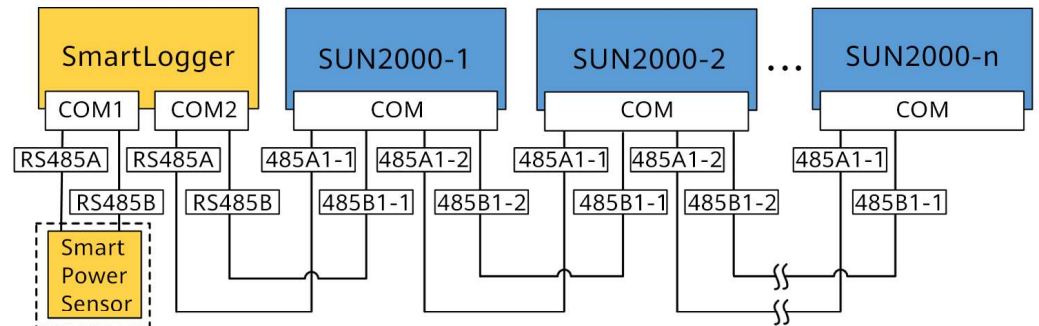 SmartLogger
SUN2000-1
SUN2000-2
...
SUN2000-n
COM1
COM2
COM
COM
COM
RS485A
RS485A
485A1-1
485A1-2
485A1-1
485A1-2
485A1-1
RS485B
RS485B
485B1-1
485B1-2
485B1-1
485B1-2
485B1-1
Smart
Power
Sensor